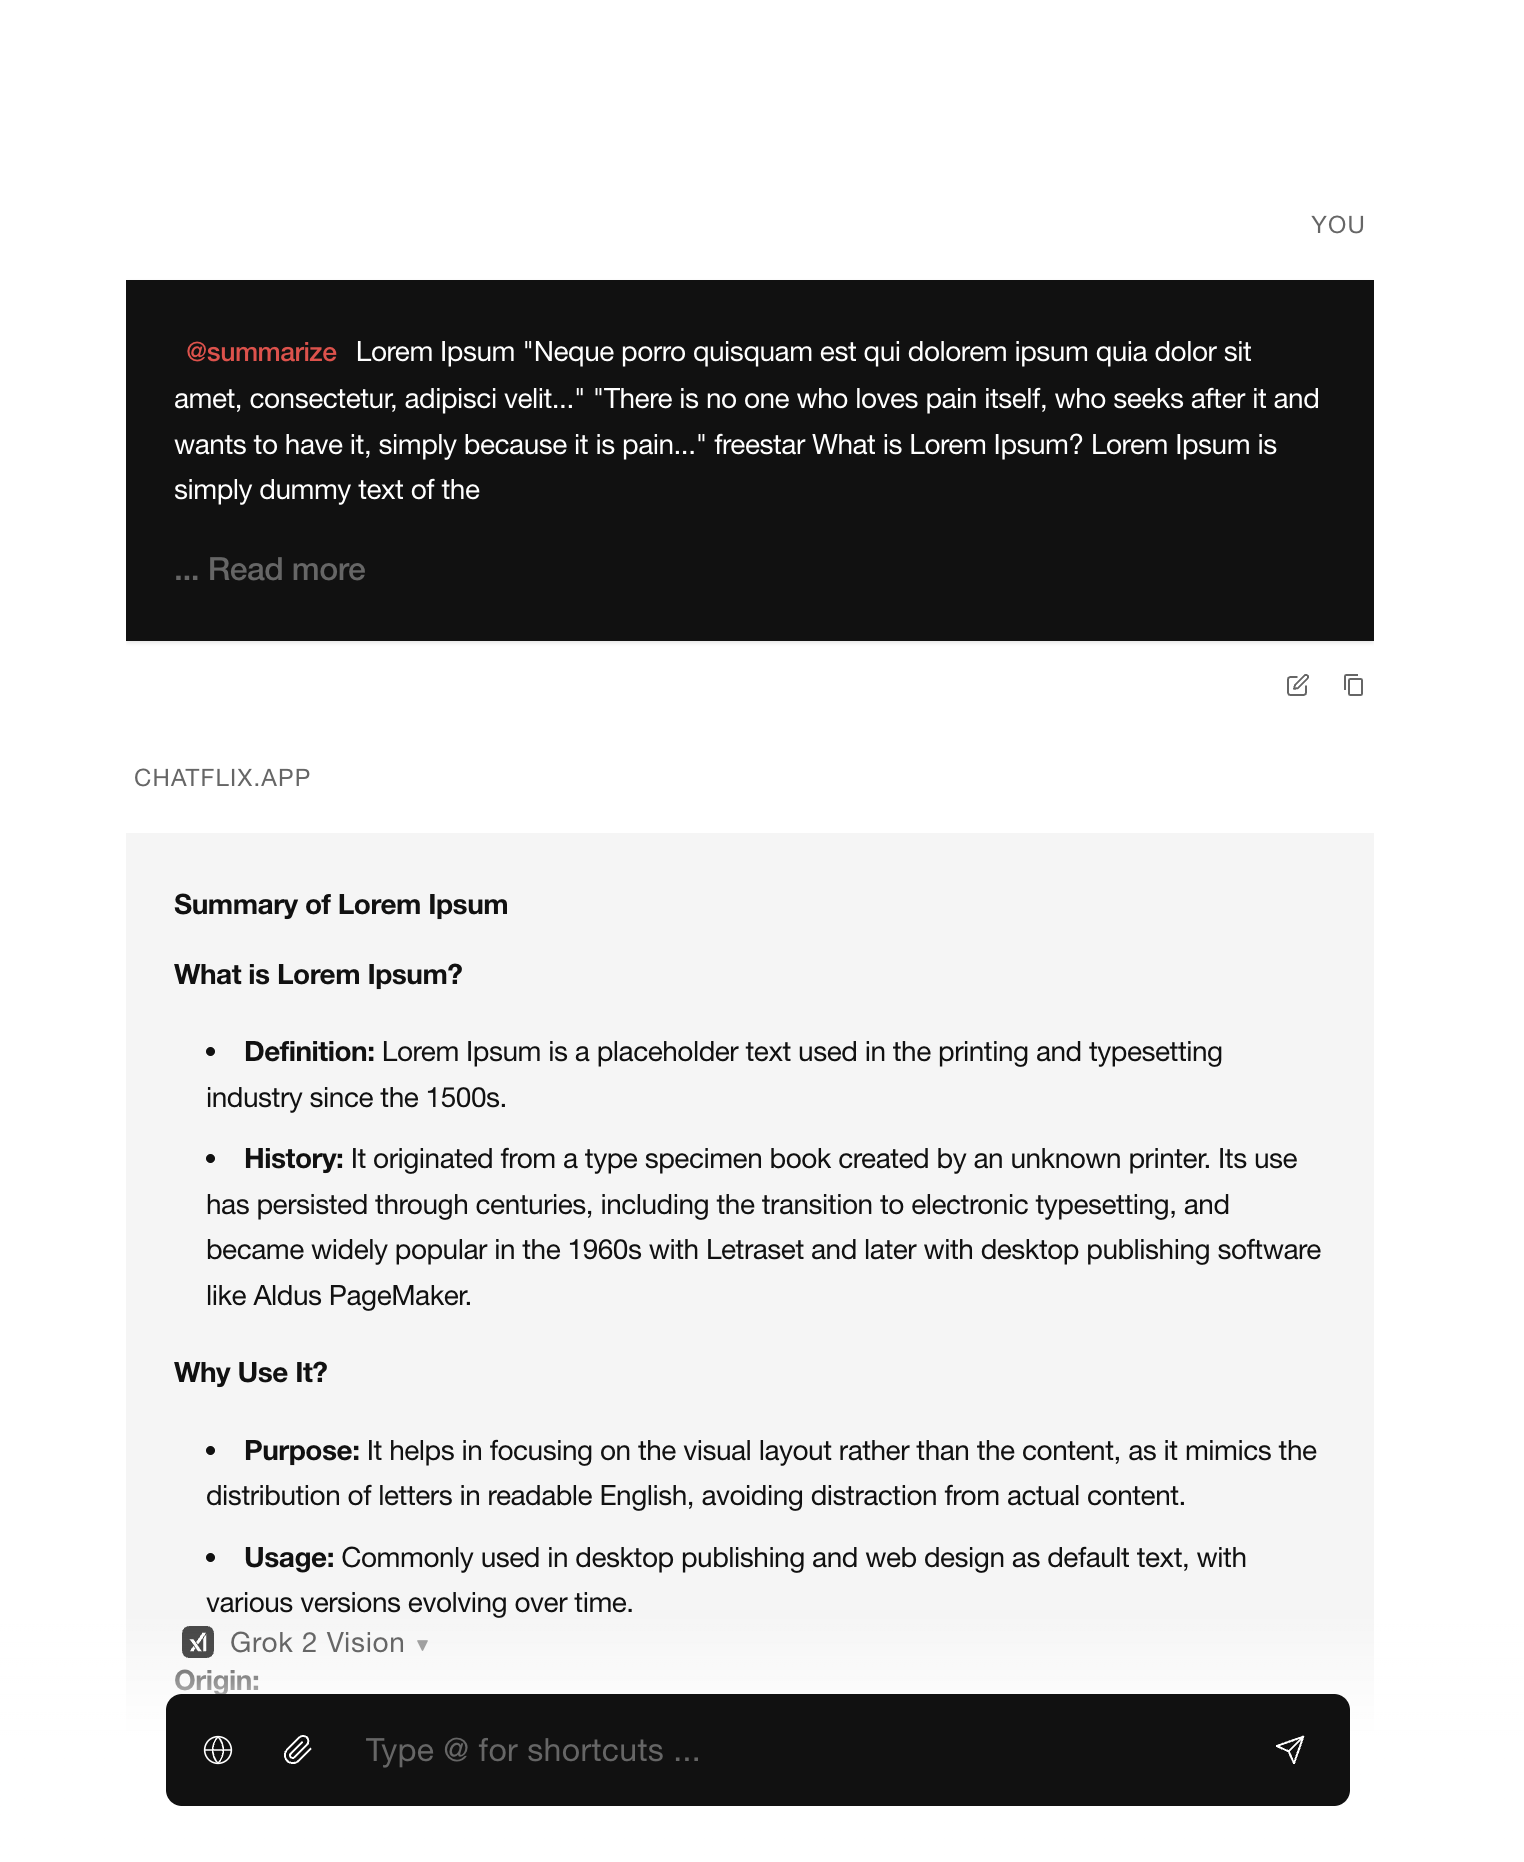 YOU
@summarize Lorem Ipsum "Neque porro quisquam est qui dolorem ipsum quia dolor sit
amet, consectetur, adipisci velit..." "There is no one who loves pain itself, who seeks after it and
wants to have it, simply because it is pain..." freestar What is Lorem Ipsum? Lorem Ipsum is
simply dummy text of the
... Read more
CHATFLIX.APP
Summary of Lorem Ipsum
What is Lorem Ipsum?
• Definition: Lorem Ipsum is a placeholder text used in the printing and typesetting
industry since the 1500s.
• History: It originated from a type specimen book created by an unknown printer. Its use
has persisted through centuries, including the transition to electronic typesetting, and
became widely popular in the 1960s with Letraset and later with desktop publishing software
like Aldus PageMaker.
Why Use It?
• Purpose: It helps in focusing on the visual layout rather than the content, as it mimics the
distribution of letters in readable English, avoiding distraction from actual content.
• Usage: Commonly used in desktop publishing and web design as default text, with
various versions evolving over time.
Grok 2 Vision
Origin:
Type @ for shortcuts ...